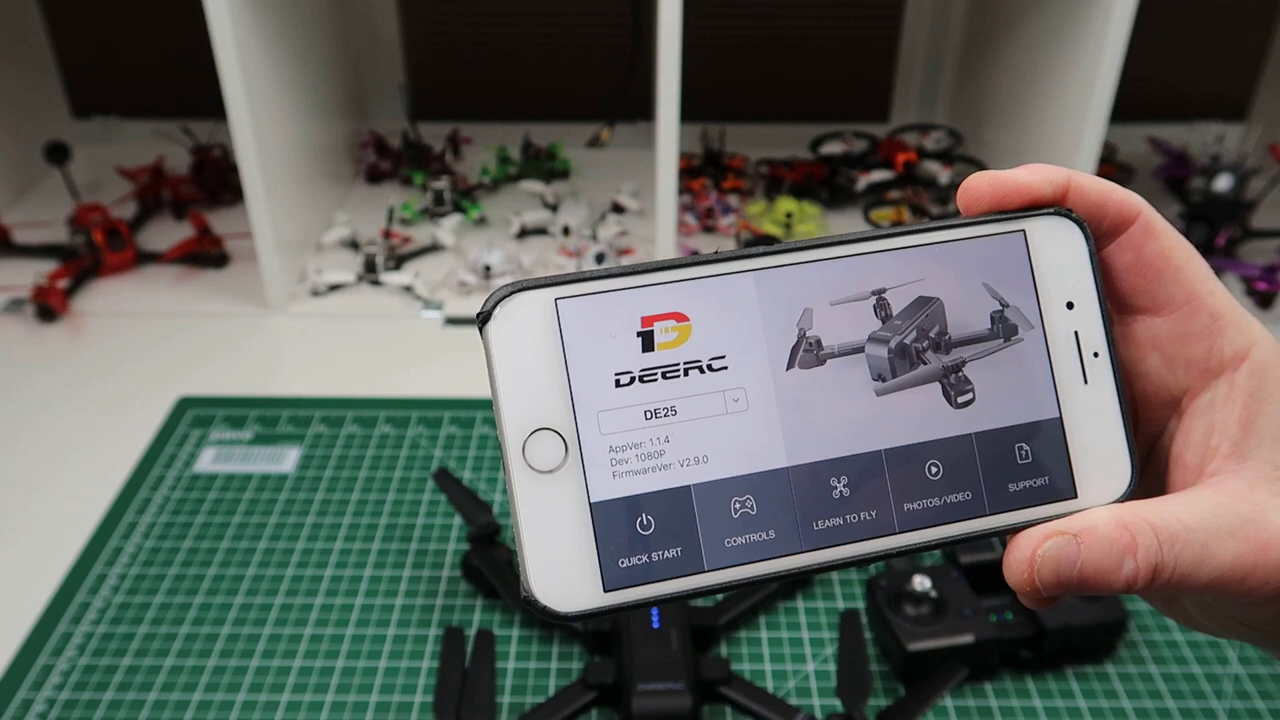 DEERC
DE25
AppVer: 1.1.4
Dev: 1080P
FirmwareVer: V2.9.0
QUICK START
CONTROLS
LEARN TO FLY
PHOTOS/VIDEO
SUPPORT
DEERC